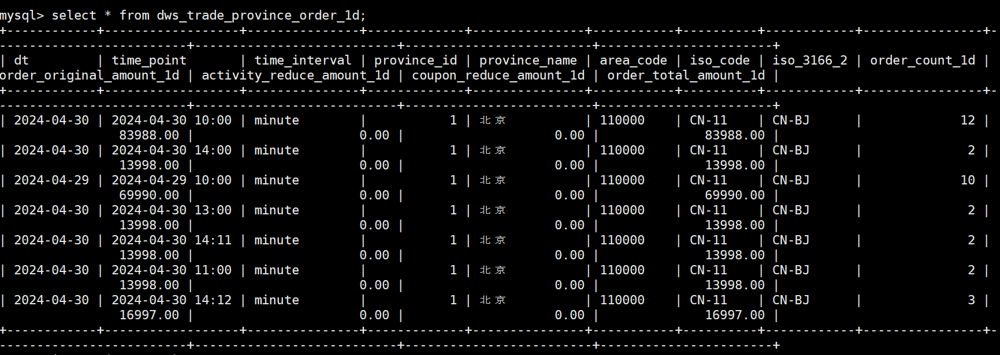 mysql> select * from dws_trade_province_order_1d;
+------------+------------------+----------------+-------------+---------------+-----------+----------+------------+----------------+-
-------------------------+---------------------------+-------------------------+-----------------------+
| dt         | time_point       | time_interval | province_id | province_name | area_code | iso_code | iso_3166_2 | order_count_1d |
order_original_amount_1d | activity_reduce_amount_1d | coupon_reduce_amount_1d | order_total_amount_1d |
+------------+------------------+----------------+-------------+---------------+-----------+----------+------------+----------------+-
-------------------------+---------------------------+-------------------------+-----------------------+
| 2024-04-30 | 2024-04-30 10:00 | minute        |           1 | 北京          | 110000    | CN-11    | CN-BJ      |             12 |
                83988.00 |                      0.00 |                    0.00 |              83988.00 |
| 2024-04-30 | 2024-04-30 14:00 | minute        |           1 | 北京          | 110000    | CN-11    | CN-BJ      |              2 |
                13998.00 |                      0.00 |                    0.00 |              13998.00 |
| 2024-04-29 | 2024-04-29 10:00 | minute        |           1 | 北京          | 110000    | CN-11    | CN-BJ      |             10 |
                69990.00 |                      0.00 |                    0.00 |              69990.00 |
| 2024-04-30 | 2024-04-30 13:00 | minute        |           1 | 北京          | 110000    | CN-11    | CN-BJ      |              2 |
                13998.00 |                      0.00 |                    0.00 |              13998.00 |
| 2024-04-30 | 2024-04-30 14:11 | minute        |           1 | 北京          | 110000    | CN-11    | CN-BJ      |              2 |
                13998.00 |                      0.00 |                    0.00 |              13998.00 |
| 2024-04-30 | 2024-04-30 11:00 | minute        |           1 | 北京          | 110000    | CN-11    | CN-BJ      |              2 |
                13998.00 |                      0.00 |                    0.00 |              13998.00 |
| 2024-04-30 | 2024-04-30 14:12 | minute        |           1 | 北京          | 110000    | CN-11    | CN-BJ      |              3 |
                16997.00 |                      0.00 |                    0.00 |              16997.00 |
+------------+------------------+----------------+-------------+---------------+-----------+----------+------------+----------------+-
-------------------------+---------------------------+-------------------------+-----------------------+